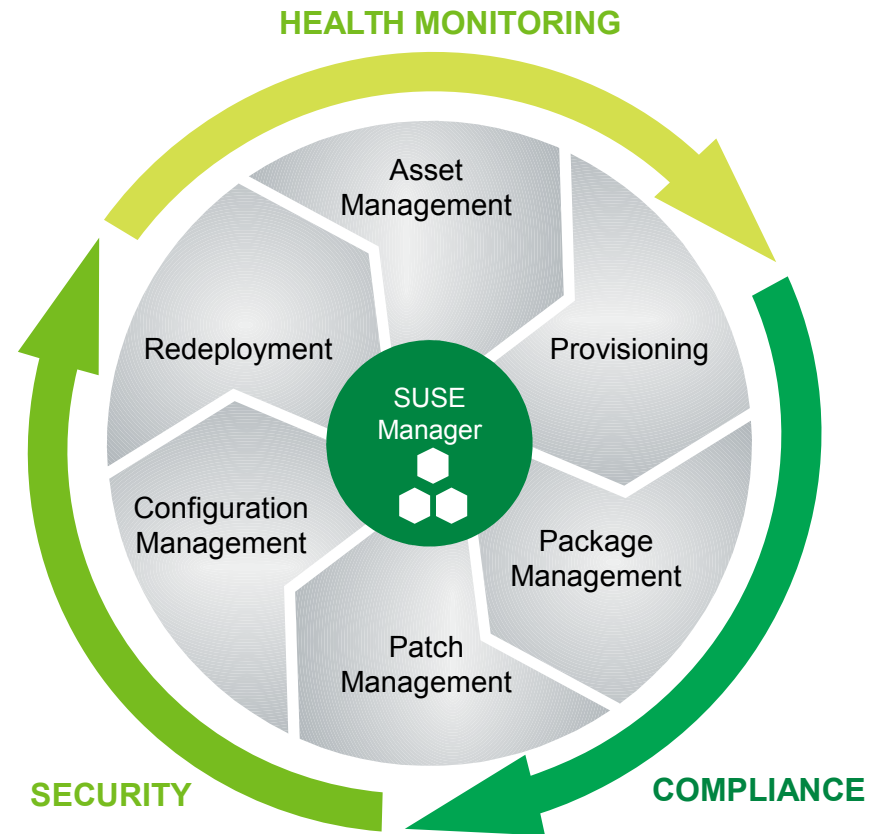 HEALTH MONITORING
Asset
Management
Redeployment
Provisioning
SUSE
Manager
Configuration
Management
Package
Management
Patch
Management
SECURITY
COMPLIANCE